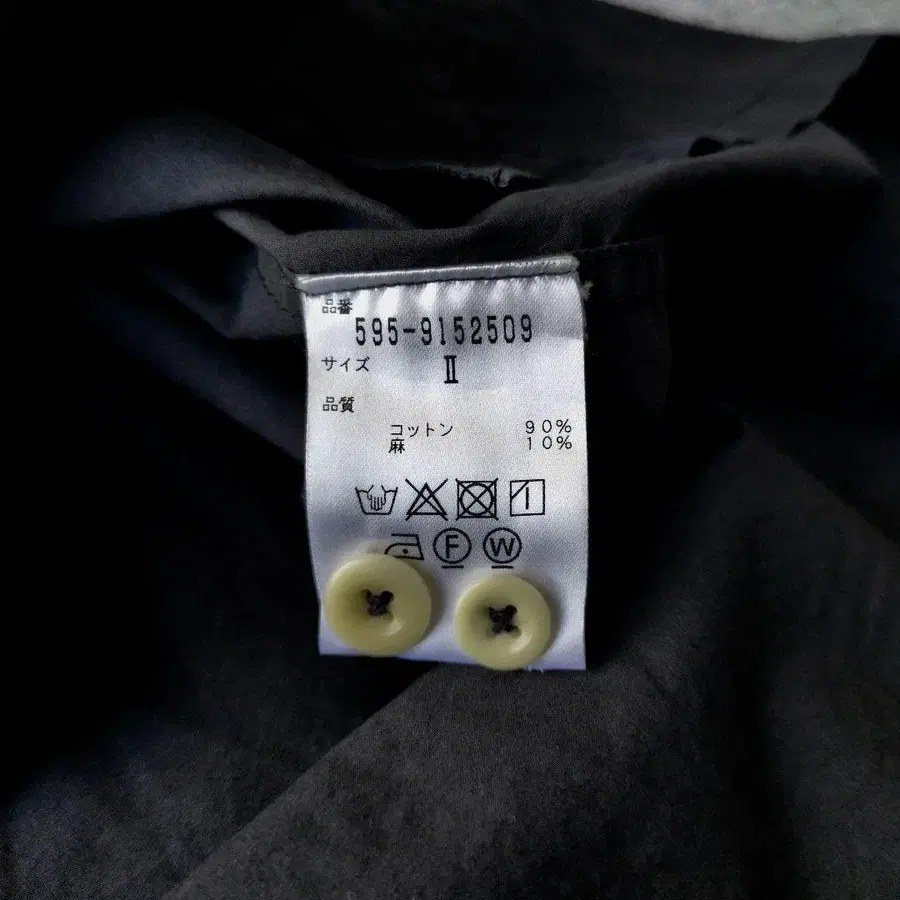 品番
595-9152509
サイズ Ⅱ
品質
コットン 90%
麻 10%
F W